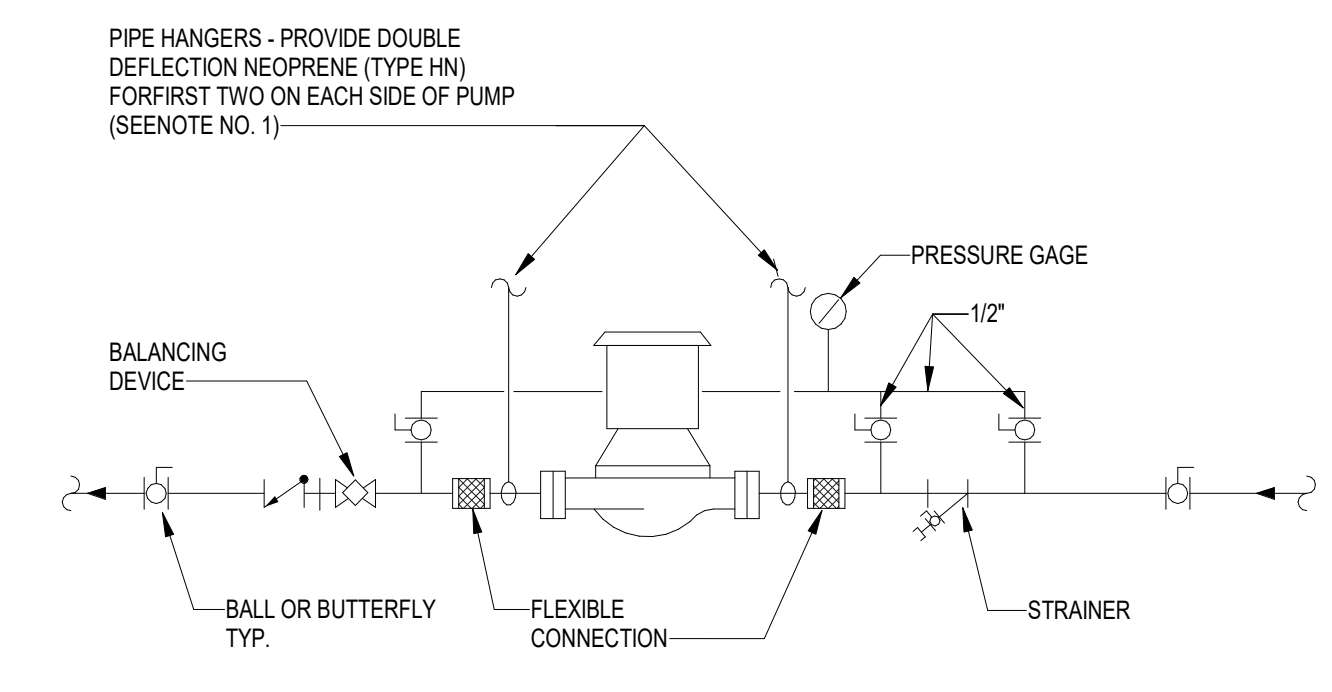 PIPE HANGERS - PROVIDE DOUBLE
DEFLECTION NEOPRENE (TYPE HN)
FORFIRST TWO ON EACH SIDE OF PUMP
(SEENOTE NO. 1)
PRESSURE GAGE
1/2"
BALANCING
DEVICE
BALL OR BUTTERFLY
TYP.
FLEXIBLE
CONNECTION
STRAINER